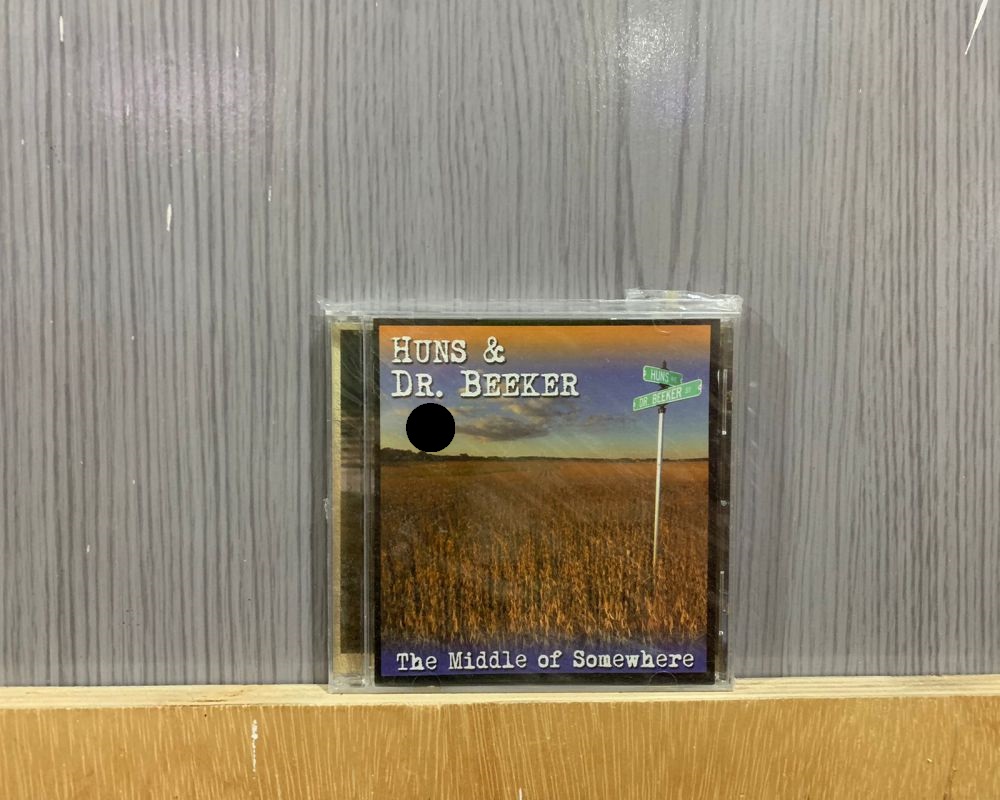 HUNS &
DR. BEEKER
HUNS
DR BEEKER
The Middle of Somewhere